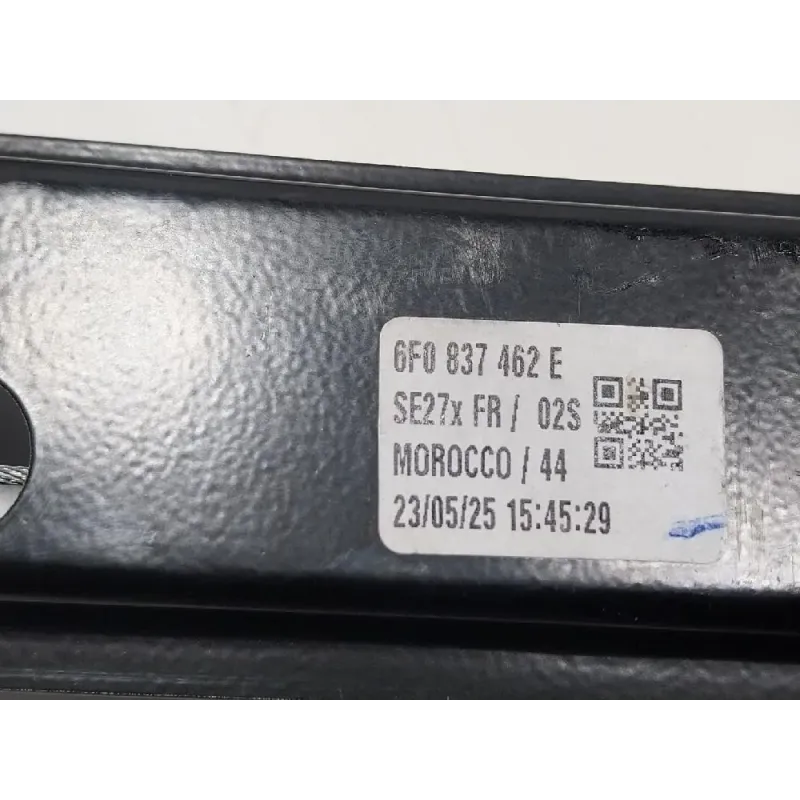 6F0 837 462 E
SE27x FR / 02S
MOROCCO / 44
23/05/25 15:45:29